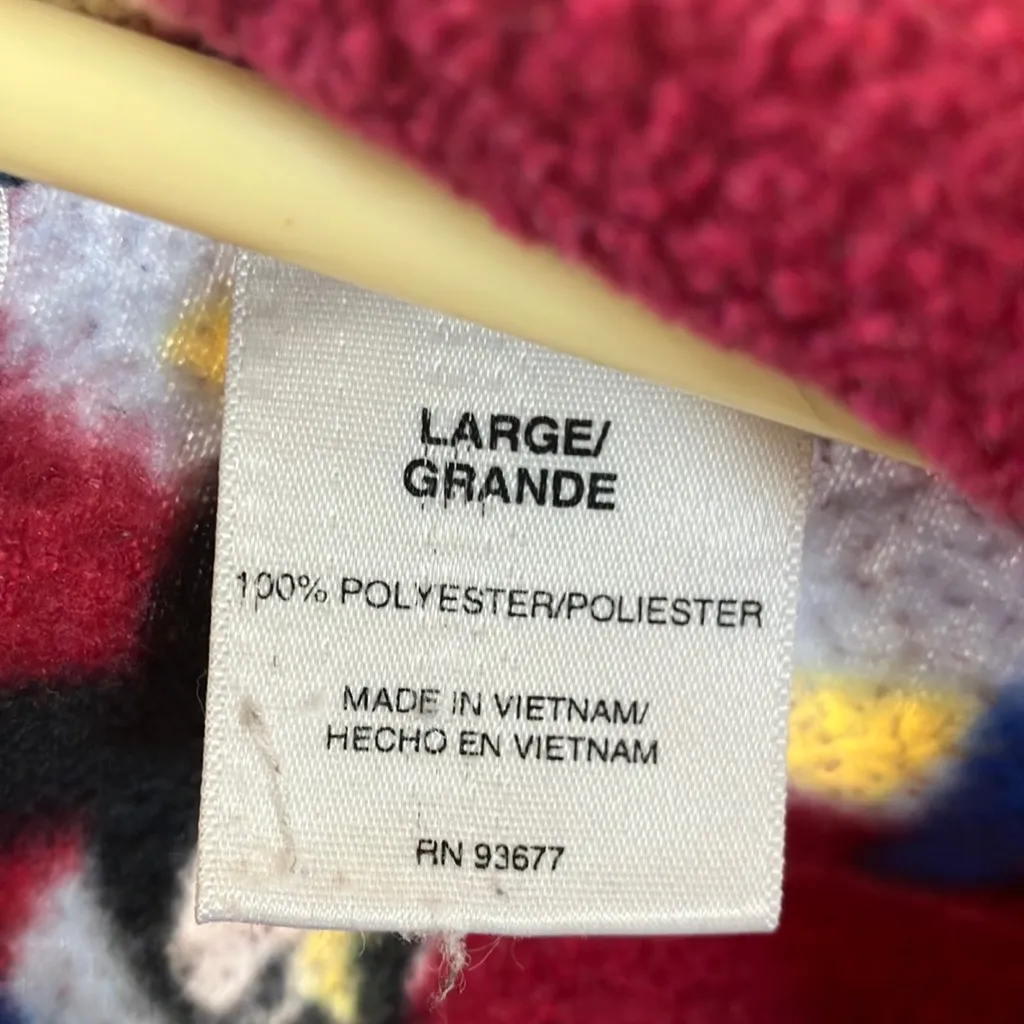 LARGE/
GRANDE
100% POLYESTER/POLIESTER
MADE IN VIETNAM/
HECHO EN VIETNAM
RN 93677